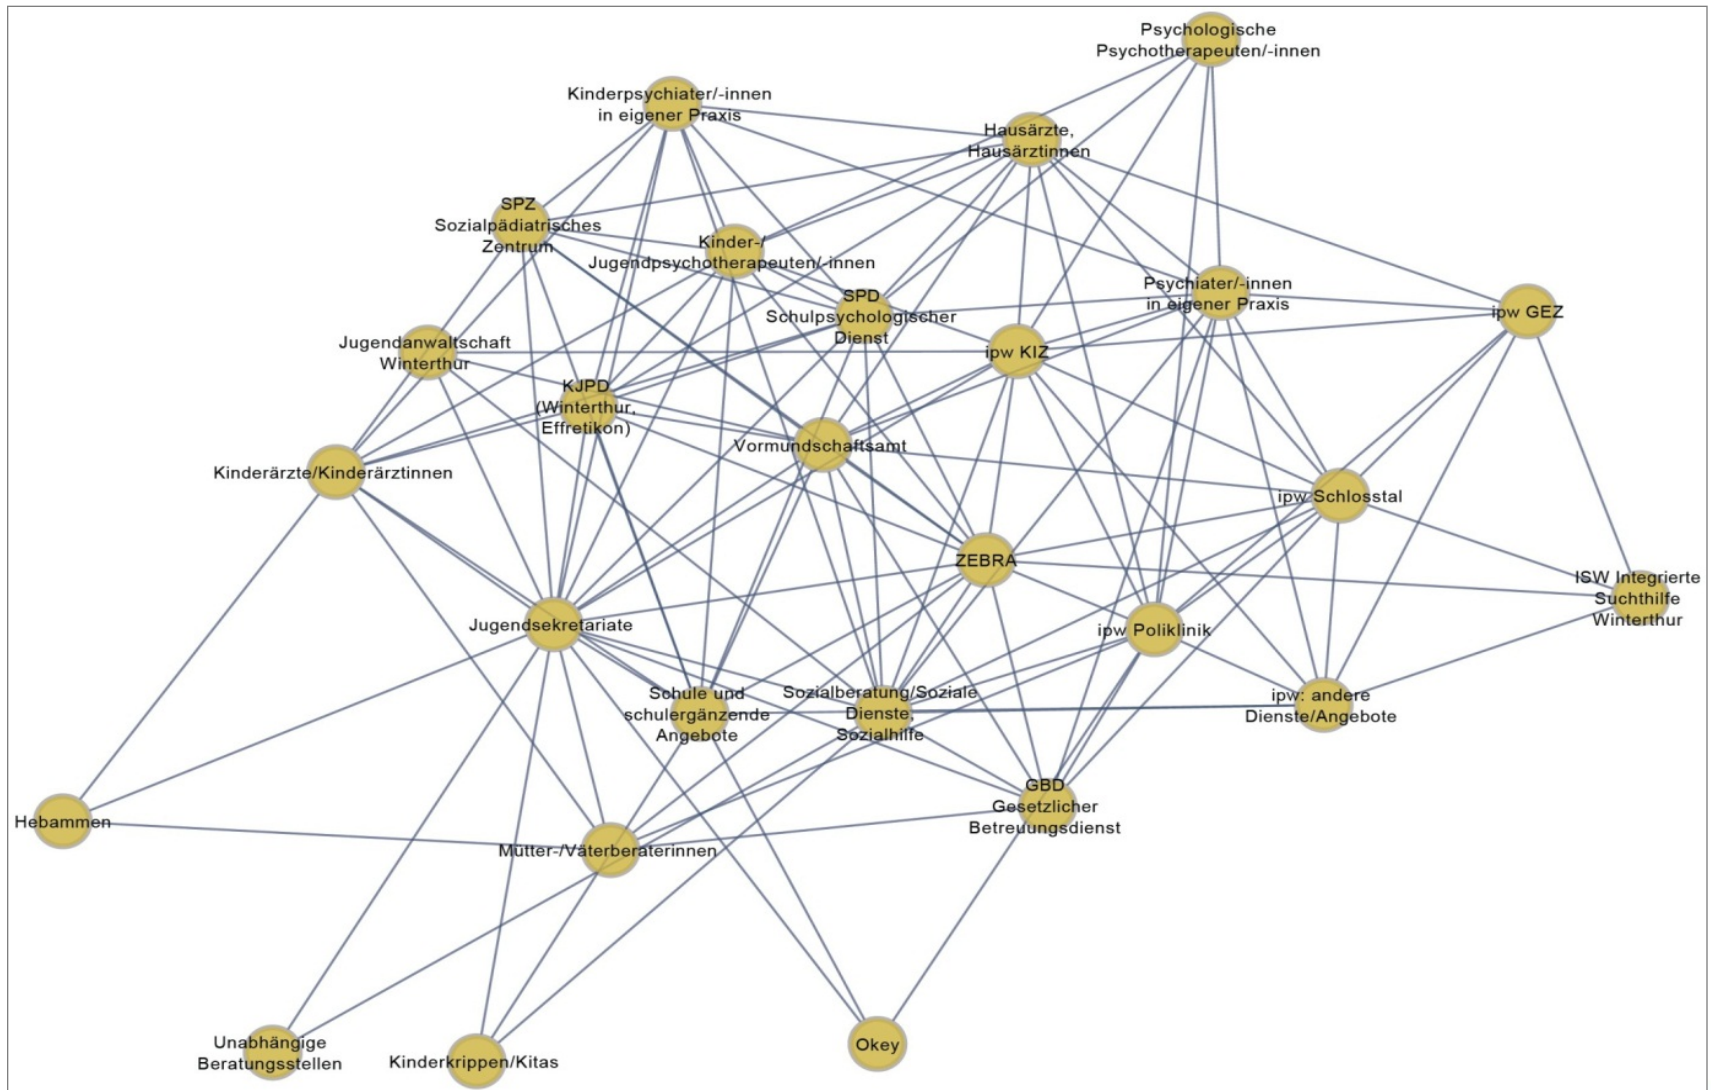 Psychologische
Psychotherapeuten/-innen
Kinderpsychiater/-innen
in eigener Praxis
Hausärzte,
Hausärztinnen
SPZ
Sozialpädiatrisches
Zentrum
Kinder-/
Jugendpsychotherapeuten/-innen
Psychiater/-innen
in eigener Praxis
SPD
Schulpsychologischer
Dienst
ipw GEZ
Jugendanwaltschaft
Winterthur
ipw KIZ
KJPD
(Winterthur,
Effretikon)
Vormundschaftsamt
Kinderärzte/Kinderärztinnen
ipw Schlosstal
ZEBRA
ISW Integrierte
Suchthilfe
Winterthur
Jugendsekretariate
ipw Poliklinik
Schule und
schulergänzende
Angebote
Sozialberatung/Soziale
Dienste,
Sozialhilfe
ipw: andere
Dienste/Angebote
GBD
Gesetzlicher
Betreuungsdienst
Hebammen
Mütter-/Väterberaterinnen
Unabhängige
Beratungsstellen
Kinderkrippen/Kitas
Okey